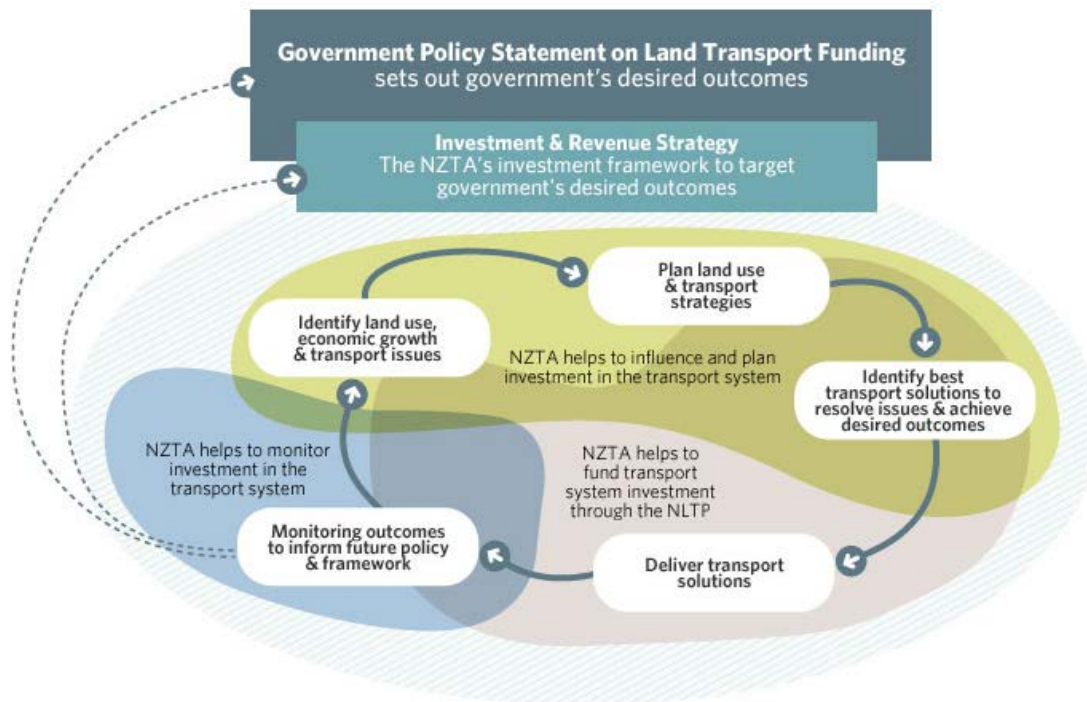 Government Policy Statement on Land Transport Funding
sets out government's desired outcomes
Investment & Revenue Strategy
The NZTA's investment framework to target
government's desired outcomes
Plan land use
& transport
strategies
Identify land use,
economic growth
& transport issues
NZTA helps to influence and plan
investment in the transport system
Identify best
transport solutions to
resolve issues & achieve
desired outcomes
NZTA helps to monitor
investment in the
transport system
NZTA helps to
fund transport
system investment
through the NLTP
Monitoring outcomes
to inform future policy
& framework
Deliver transport
solutions